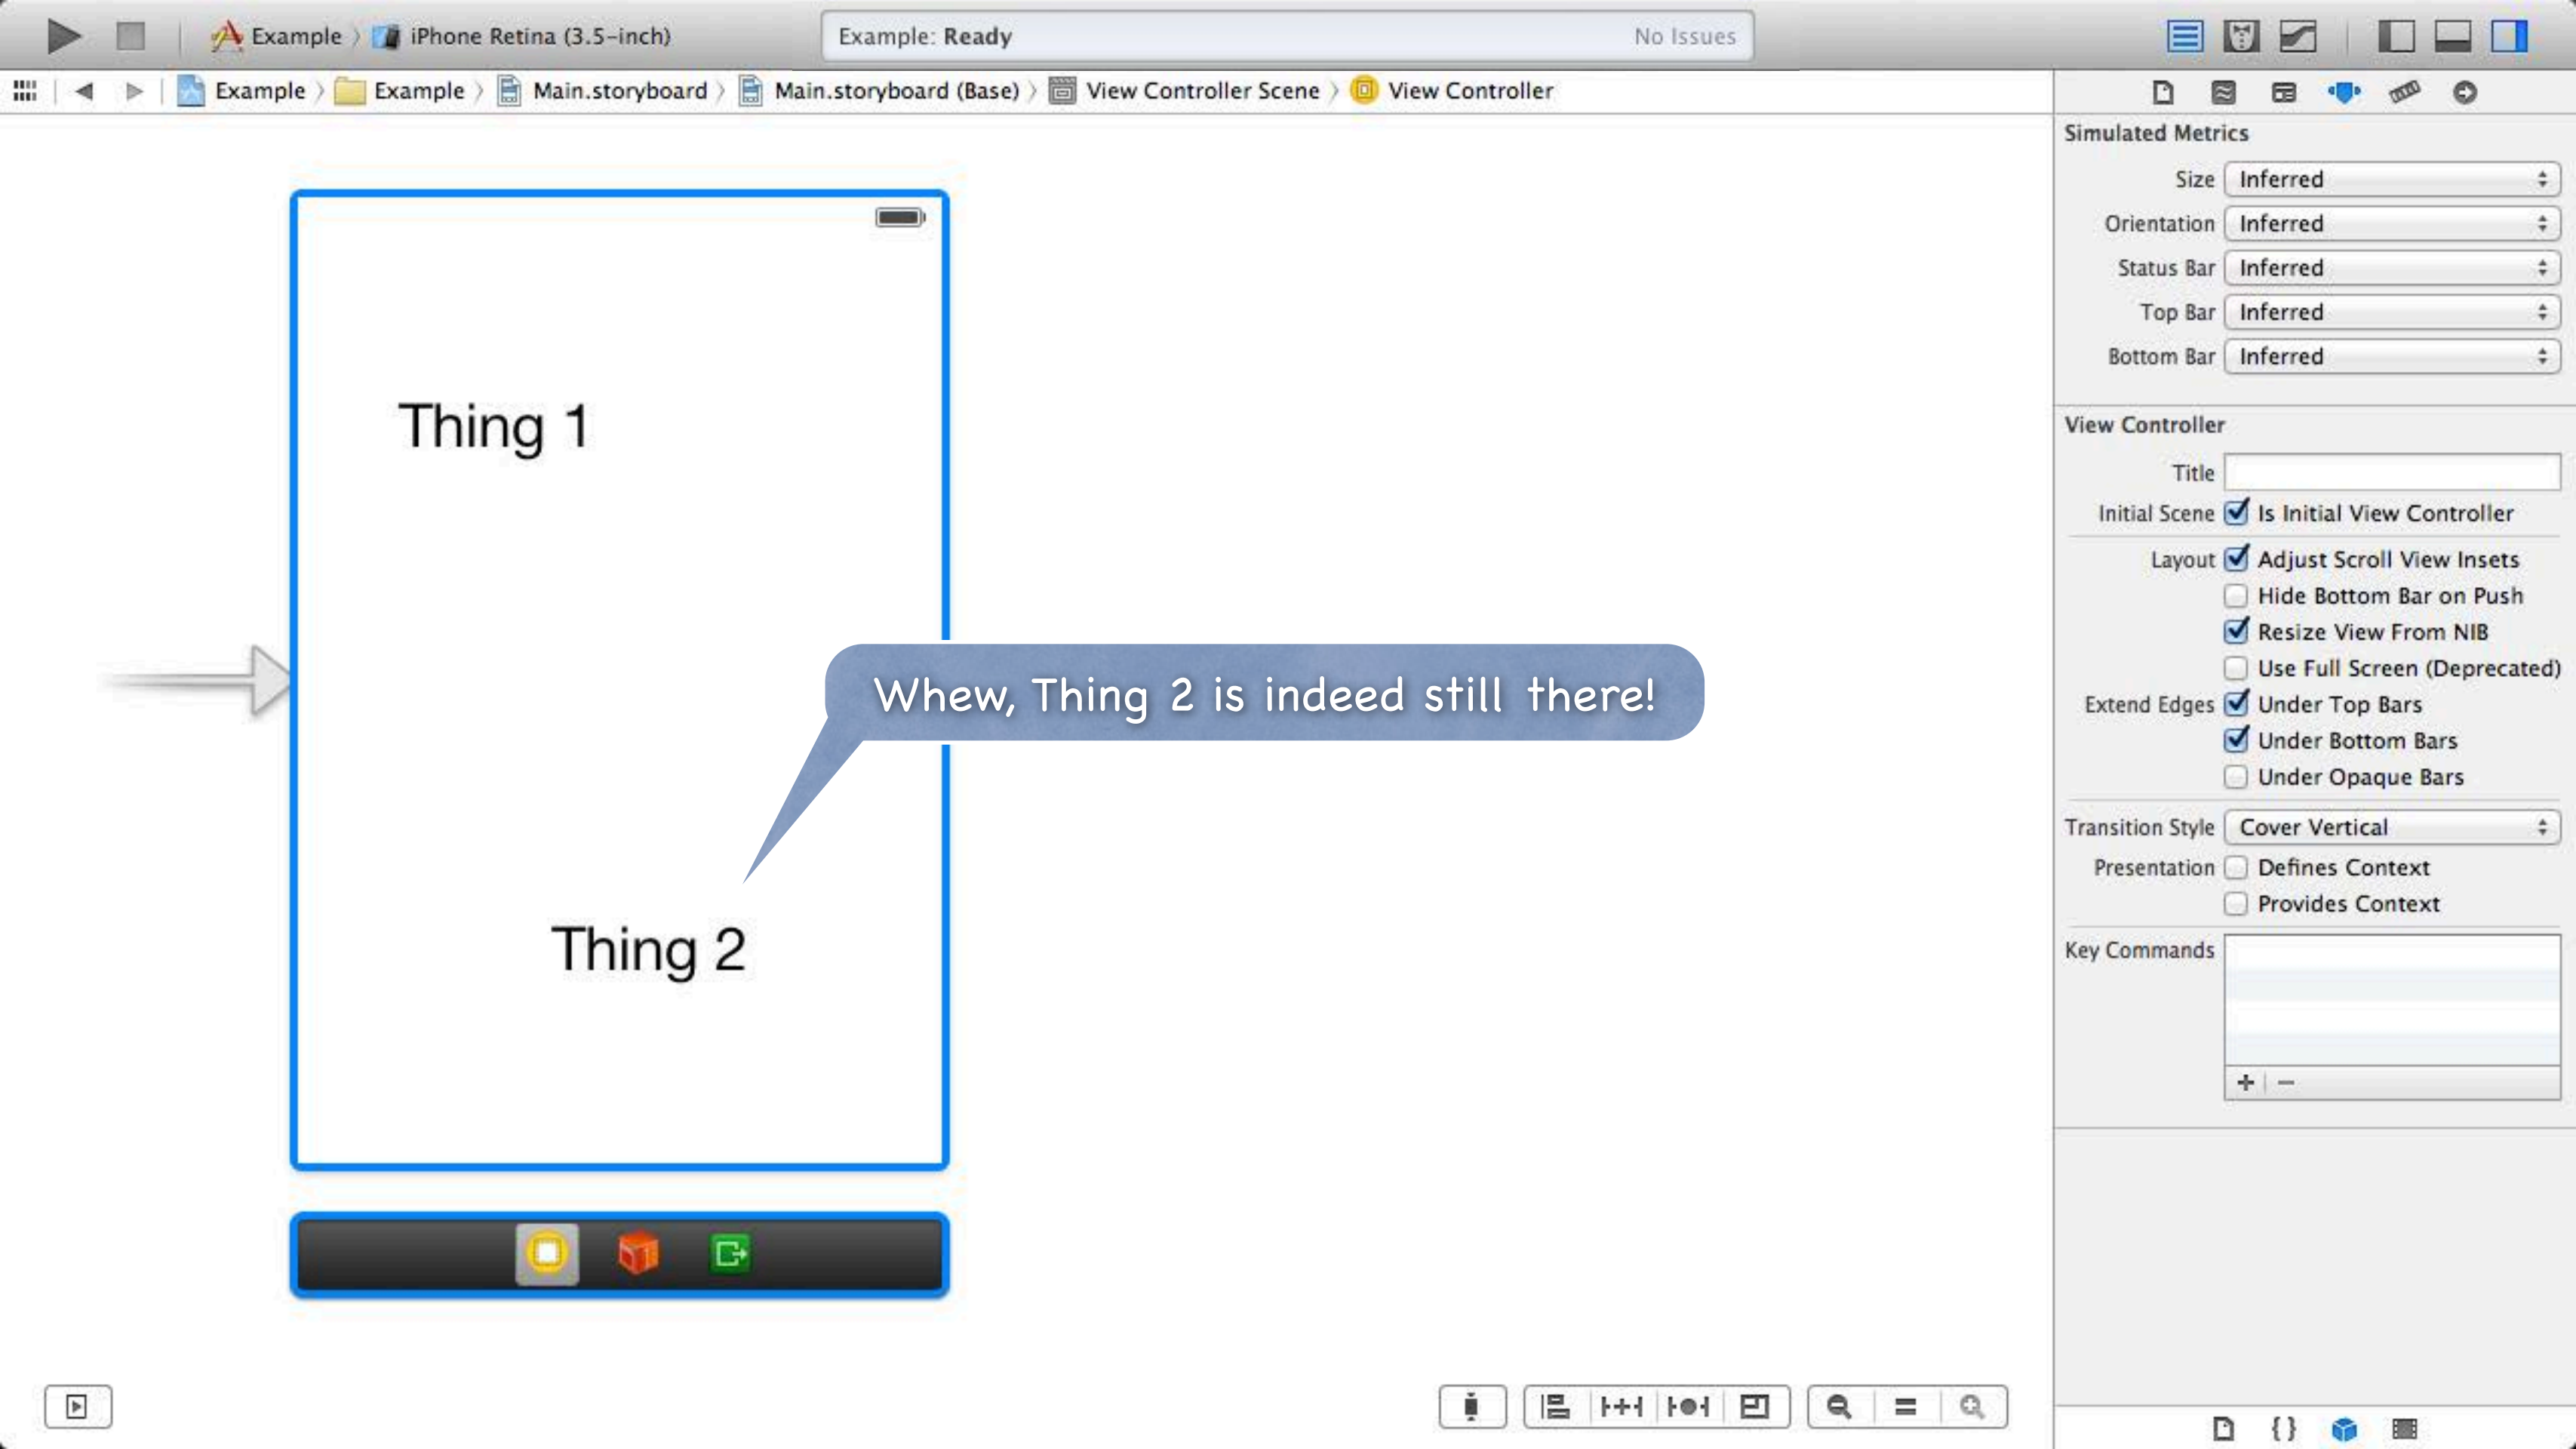 Example 〉 iPhone Retina (3.5-inch)
Example: Ready
No Issues
Example 〉 Example 〉 Main.storyboard 〉 Main.storyboard (Base) 〉 View Controller Scene 〉 View Controller
Thing 1
Whew, Thing 2 is indeed still there!
Thing 2
Simulated Metrics
Size Inferred
Orientation Inferred
Status Bar Inferred
Top Bar Inferred
Bottom Bar Inferred
View Controller
Title
Initial Scene Is Initial View Controller
Layout Adjust Scroll View Insets
Hide Bottom Bar on Push
Resize View From NIB
Use Full Screen (Deprecated)
Extend Edges Under Top Bars
Under Bottom Bars
Under Opaque Bars
Transition Style Cover Vertical
Presentation Defines Context
Provides Context
Key Commands